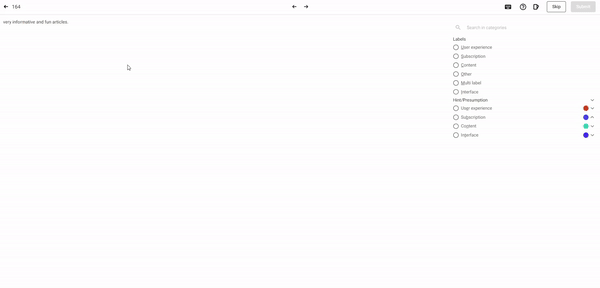 164
Skip
Submit
very informative and fun articles.
Search in categories
Labels
User experience
Subscription
Content
Other
Multi label
Interface
Hint/Presumption
User experience
Subscription
Content
Interface